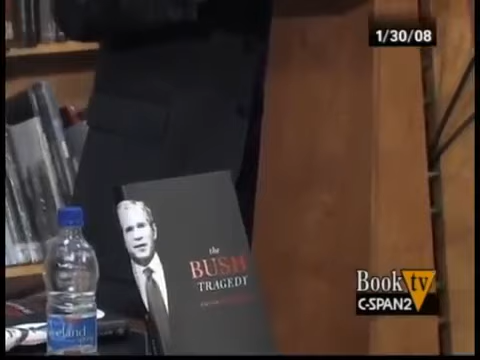 1/30/08
the
BUSH
TRAGEDY
Book tv
C-SPAN2